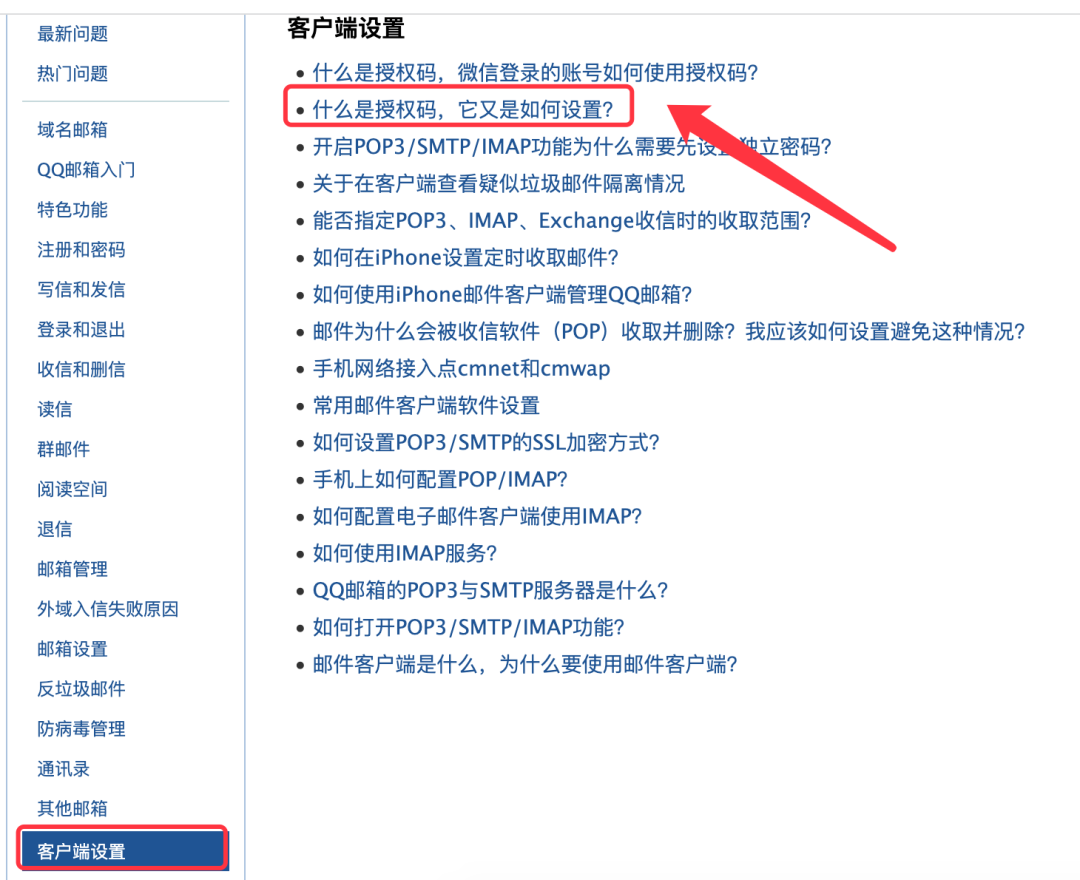 最新问题
热门问题
域名邮箱
QQ邮箱入门
特色功能
注册和密码
写信和发信
登录和退出
收信和删信
读信
群邮件
阅读空间
退信
邮箱管理
外域入信失败原因
邮箱设置
反垃圾邮件
防病毒管理
通讯录
其他邮箱
客户端设置
客户端设置
什么是授权码，微信登录的账号如何使用授权码？
什么是授权码，它又是如何设置？
开启POP3/SMTP/IMAP功能为什么需要先设置独立密码？
关于在客户端查看疑似垃圾邮件隔离情况
能否指定POP3、IMAP、Exchange收信时的收取范围？
如何在iPhone设置定时收取邮件？
如何使用iPhone邮件客户端管理QQ邮箱？
邮件为什么会被收信软件（POP）收取并删除？我应该如何设置避免这种情况？
手机网络接入点cmnet和cmwap
常用邮件客户端软件设置
如何设置POP3/SMTP的SSL加密方式？
手机上如何配置POP/IMAP？
如何配置电子邮件客户端使用IMAP？
如何使用IMAP服务？
QQ邮箱的POP3与SMTP服务器是什么？
如何打开POP3/SMTP/IMAP功能？
邮件客户端是什么，为什么要使用邮件客户端？